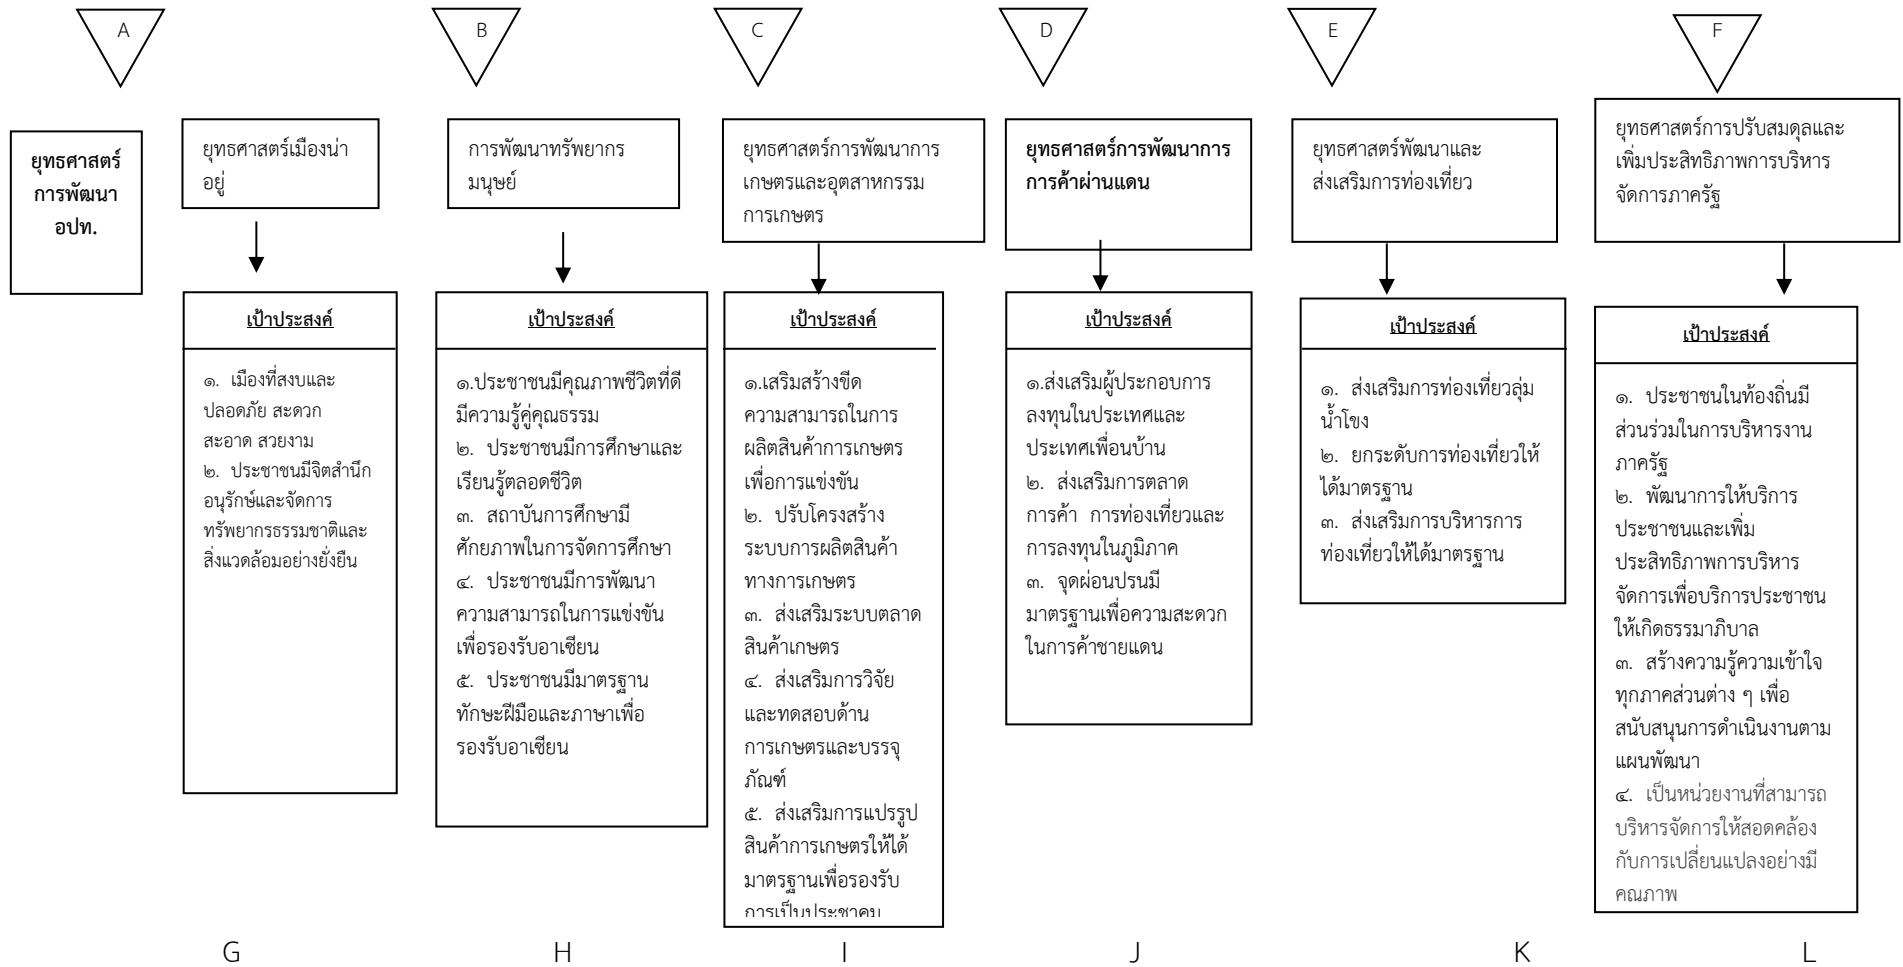 A
B
C
D
E
F
ยุทธศาสตร์
การพัฒนา
อปท.
ยุทธศาสตร์เมืองน่า
อยู่
การพัฒนาทรัพยากร
มนุษย์
ยุทธศาสตร์การพัฒนาการ
เกษตรและอุตสาหกรรม
การเกษตร
ยุทธศาสตร์การพัฒนาการ
การค้าผ่านแดน
ยุทธศาสตร์พัฒนาและ
ส่งเสริมการท่องเที่ยว
ยุทธศาสตร์การปรับสมดุลและ
เพิ่มประสิทธิภาพการบริหาร
จัดการภาครัฐ
เป้าประสงค์
๑. เมืองที่สงบและ
ปลอดภัย สะดวก
สะอาด สวยงาม
๒. ประชาชนมีจิตสำนึก
อนุรักษ์และจัดการ
ทรัพยากรธรรมชาติและ
สิ่งแวดล้อมอย่างยั่งยืน
เป้าประสงค์
๑.ประชาชนมีคุณภาพชีวิตที่ดี
มีความรู้คู่คุณธรรม
๒. ประชาชนมีการศึกษาและ
เรียนรู้ตลอดชีวิต
๓. สถาบันการศึกษามี
ศักยภาพในการจัดการศึกษา
๔. ประชาชนมีการพัฒนา
ความสามารถในการแข่งขัน
เพื่อรองรับอาเซียน
๕. ประชาชนมีมาตรฐาน
ทักษะฝีมือและภาษาเพื่อ
รองรับอาเซียน
เป้าประสงค์
๑.เสริมสร้างขีด
ความสามารถในการ
ผลิตสินค้าการเกษตร
เพื่อการแข่งขัน
๒. ปรับโครงสร้าง
ระบบการผลิตสินค้า
ทางการเกษตร
๓. ส่งเสริมระบบตลาด
สินค้าเกษตร
๔. ส่งเสริมการวิจัย
และทดสอบด้าน
การเกษตรและบรรจุ
ภัณฑ์
๕. ส่งเสริมการแปรรูป
สินค้าการเกษตรให้ได้
มาตรฐานเพื่อรองรับ
การเป็นประชาคม
เป้าประสงค์
๑.ส่งเสริมผู้ประกอบการ
ลงทุนในประเทศและ
ประเทศเพื่อนบ้าน
๒. ส่งเสริมการตลาด
การค้า การท่องเที่ยวและ
การลงทุนในภูมิภาค
๓. จุดผ่อนปรนมี
มาตรฐานเพื่อความสะดวก
ในการค้าชายแดน
เป้าประสงค์
๑. ส่งเสริมการท่องเที่ยวลุ่ม
น้ำโขง
๒. ยกระดับการท่องเที่ยวให้
ได้มาตรฐาน
๓. ส่งเสริมการบริหารการ
ท่องเที่ยวให้ได้มาตรฐาน
เป้าประสงค์
๑. ประชาชนในท้องถิ่นมี
ส่วนร่วมในการบริหารงาน
ภาครัฐ
๒. พัฒนาการให้บริการ
ประชาชนและเพิ่ม
ประสิทธิภาพการบริหาร
จัดการเพื่อบริการประชาชน
ให้เกิดธรรมาภิบาล
๓. สร้างความรู้ความเข้าใจ
ทุกภาคส่วนต่าง ๆ เพื่อ
สนับสนุนการดำเนินงานตาม
แผนพัฒนา
๔. เป็นหน่วยงานที่สามารถ
บริหารจัดการให้สอดคล้อง
กับการเปลี่ยนแปลงอย่างมี
คุณภาพ
G
H
I
J
K
L